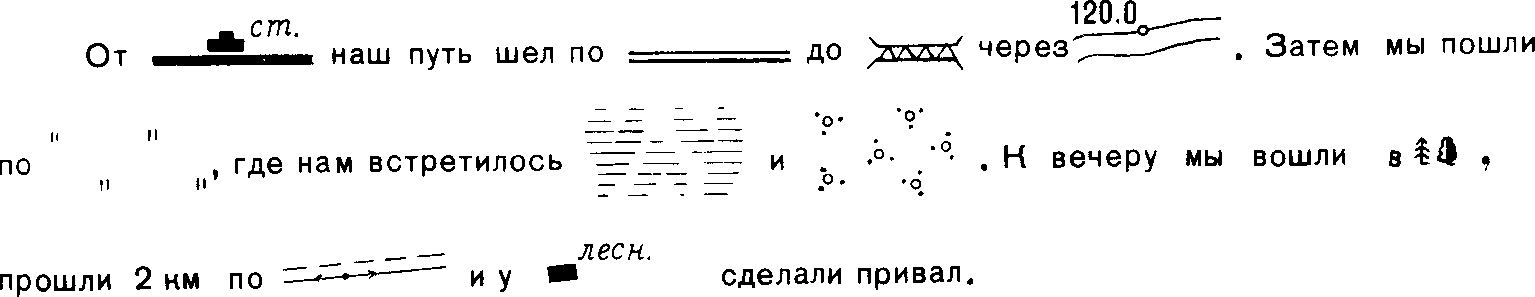 От ст. наш путь шел по до через 120.0 . Затем мы пошли
по , где нам встретилось и . К вечеру мы вошли в ,
прошли 2 км по и у лесн. сделали привал.